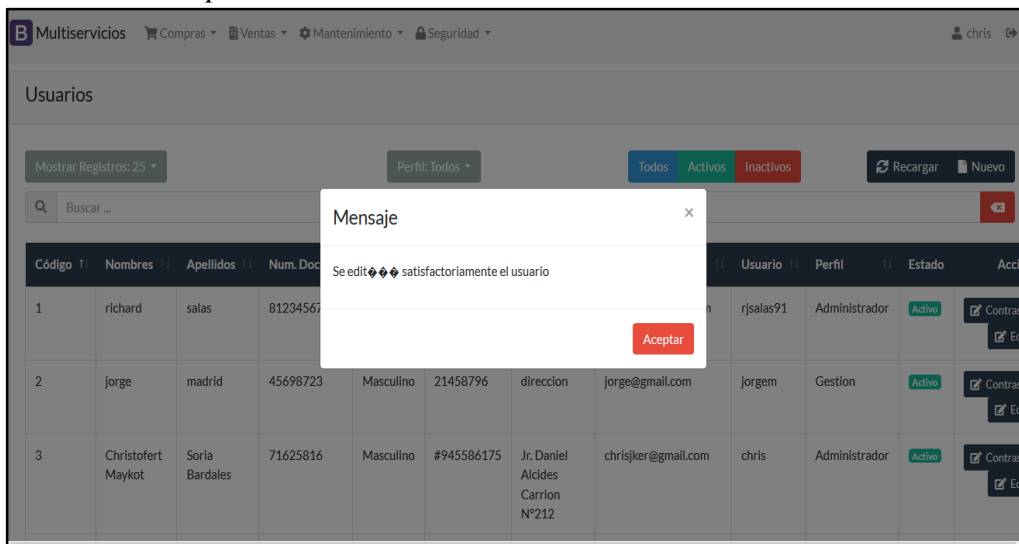 B Multiservicios Compras Ventas Mantenimiento Seguridad chris
Usuarios
Mostrar Registros: 25 Perfil: Todos Todos Activos Inactivos Recargar Nuevo
Buscar ...
Mensaje ×
Se edit��� satisfactoriamente el usuario
Aceptar
Código Nombres Apellidos Num. Doc Usuario Perfil Estado
1 richard salas 81234567 rjsalas91 Administrador Activo
2 jorge madrid 45698723 Masculino 21458796 direccion jorge@gmail.com jorgem Gestion Activo
3 Christofert Soria 71625816 Masculino #945586175 Jr. Daniel chrisjker@gmail.com chris Administrador Activo
Maykot Bardales Alcides
Carrion
N°212